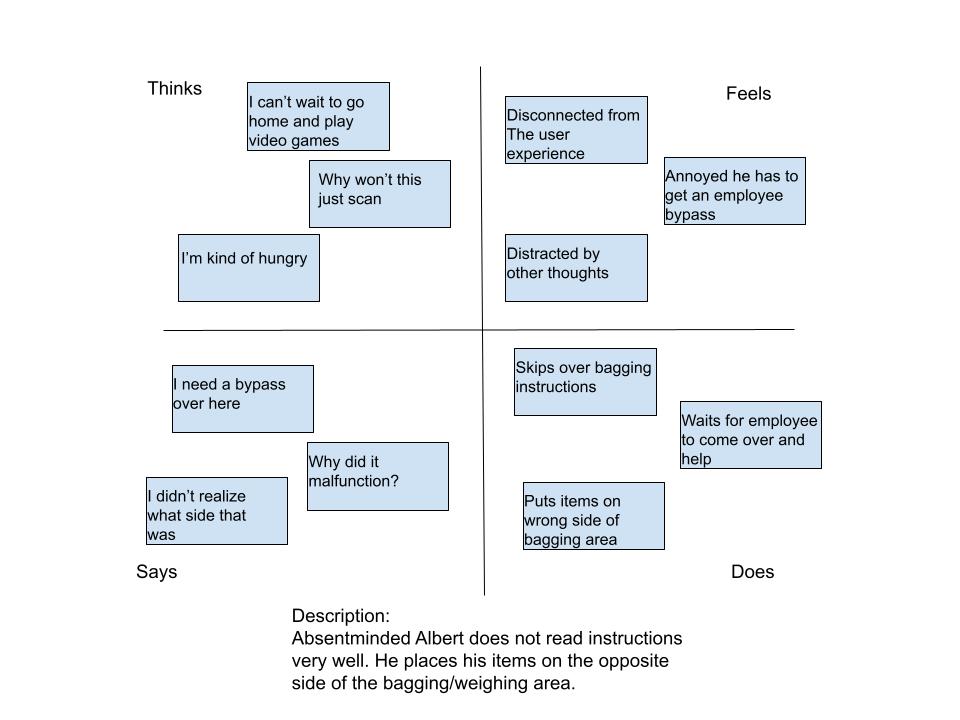 Thinks
I can’t wait to go
home and play
video games
Why won’t this
just scan
I’m kind of hungry
Feels
Disconnected from
The user
experience
Annoyed he has to
get an employee
bypass
Distracted by
other thoughts
I need a bypass
over here
Why did it
malfunction?
I didn’t realize
what side that
was
Says
Skips over bagging
instructions
Waits for employee
to come over and
help
Puts items on
wrong side of
bagging area
Does
Description:
Absentminded Albert does not read instructions
very well. He places his items on the opposite
side of the bagging/weighing area.